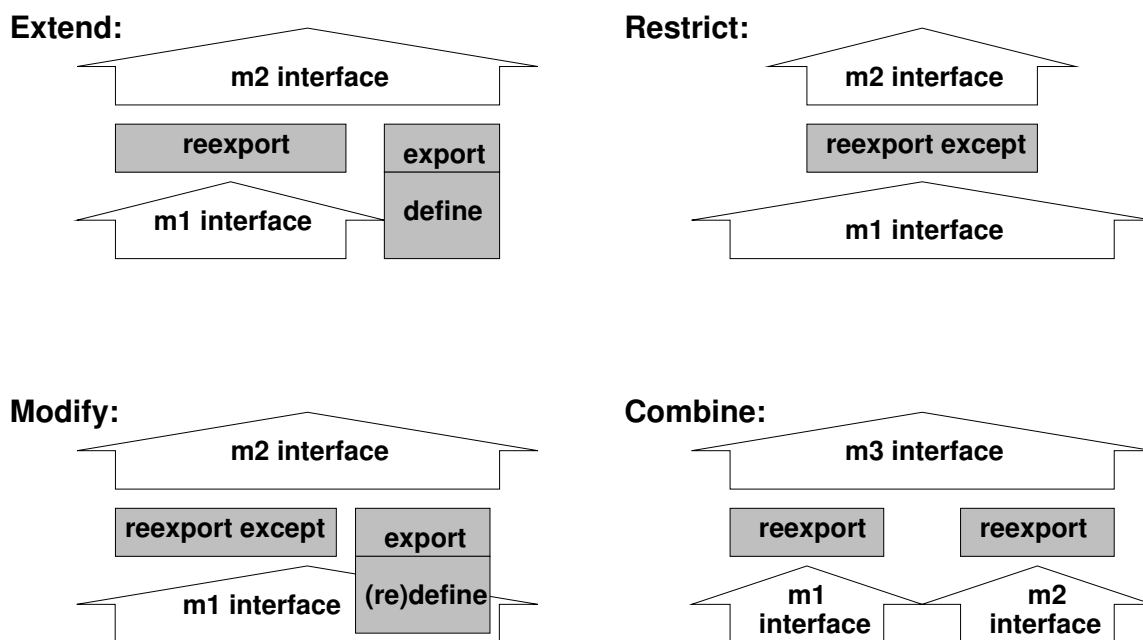 Extend:
m2 interface
reexport
export
m1 interface
define
Restrict:
m2 interface
reexport except
m1 interface
Modify:
m2 interface
reexport except
export
m1 interface
(re)define
Combine:
m3 interface
reexport
reexport
m1
interface
m2
interface